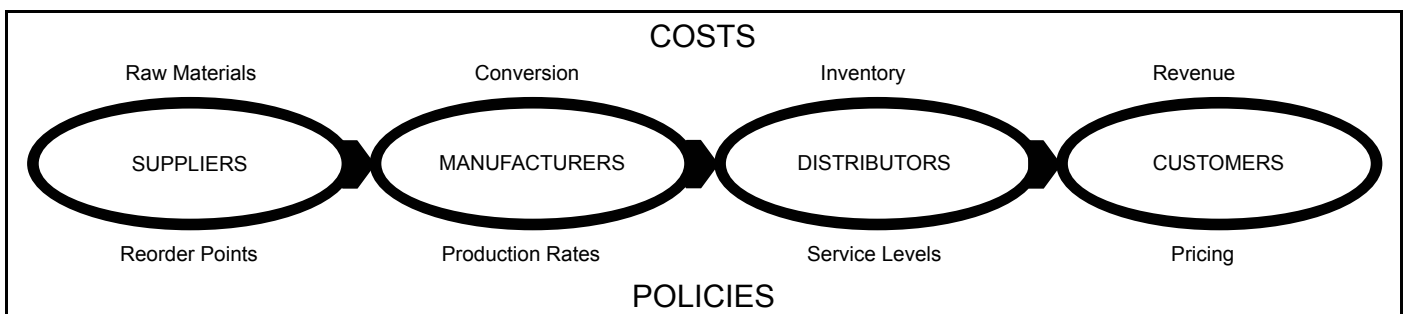 COSTS
Raw Materials Conversion Inventory Revenue
SUPPLIERS MANUFACTURERS DISTRIBUTORS CUSTOMERS
Reorder Points Production Rates Service Levels Pricing
POLICIES